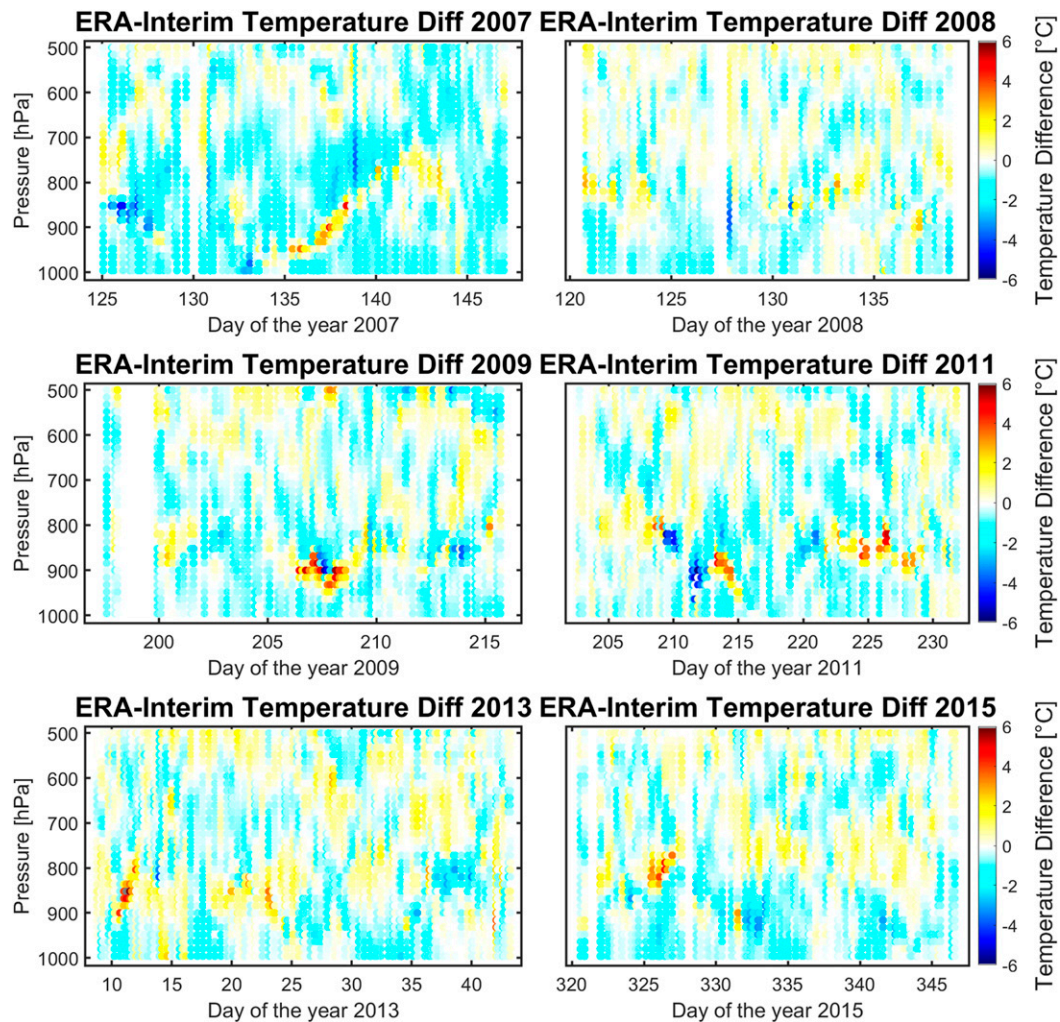 ERA-Interim Temperature Diff 2007
500
600
700
800
900
1000
Pressure [hPa]
125 130 135 140 145
Day of the year 2007
ERA-Interim Temperature Diff 2008
120 125 130 135
Day of the year 2008
6
4
2
0
-2
-4
-6
Temperature Difference [°C]
ERA-Interim Temperature Diff 2009
500
600
700
800
900
1000
Pressure [hPa]
200 205 210 215
Day of the year 2009
ERA-Interim Temperature Diff 2011
205 210 215 220 225 230
Day of the year 2011
6
4
2
0
-2
-4
-6
Temperature Difference [°C]
ERA-Interim Temperature Diff 2013
500
600
700
800
900
1000
Pressure [hPa]
10 15 20 25 30 35 40
Day of the year 2013
ERA-Interim Temperature Diff 2015
320 325 330 335 340 345
Day of the year 2015
6
4
2
0
-2
-4
-6
Temperature Difference [°C]